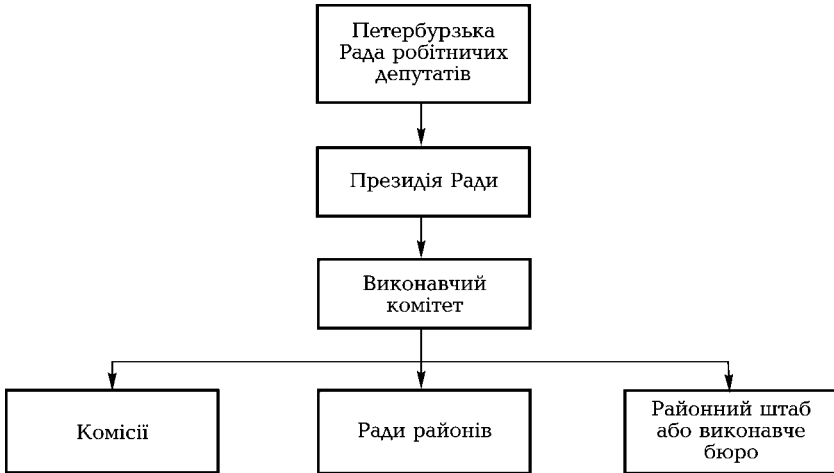 Петербурзька
Рада робітничих
депутатів
Президія Ради
Виконавчий
комітет
Комісії
Ради районів
Районний штаб
або виконавче
бюро